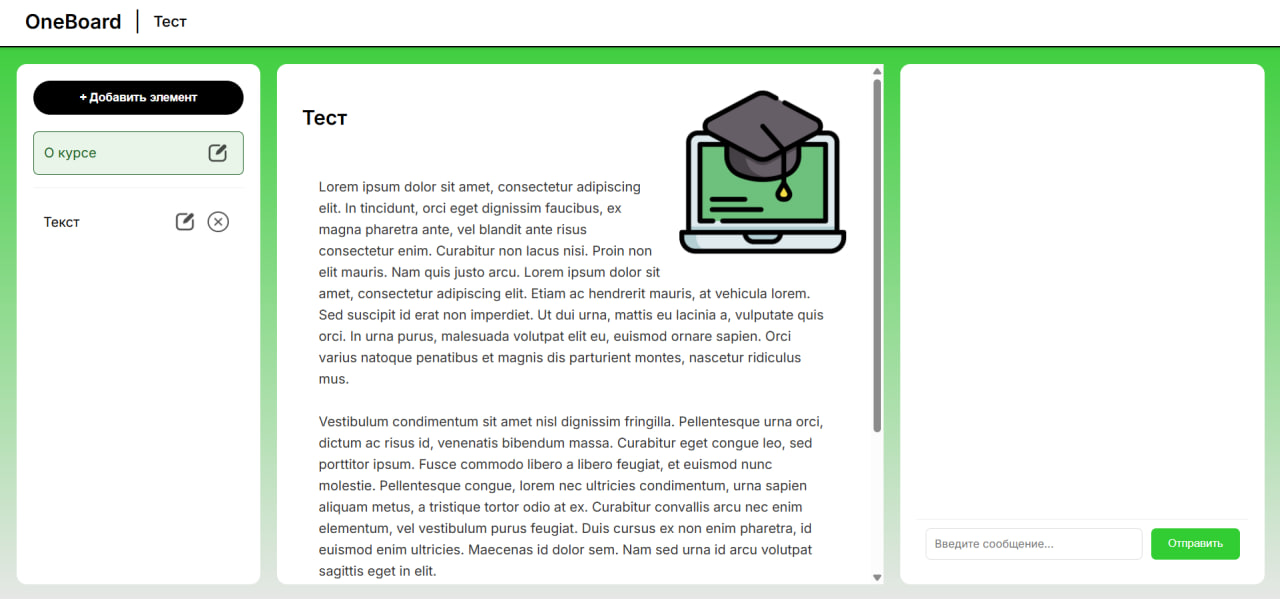 OneBoard
Тест
+ Добавить элемент
О курсе
Текст
Тест
Lorem ipsum dolor sit amet, consectetur adipiscing
elit. In tincidunt, orci eget dignissim faucibus, ex
magna pharetra ante, vel blandit ante risus
consectetur enim. Curabitur non lacus nisi. Proin non
elit mauris. Nam quis justo arcu. Lorem ipsum dolor sit
amet, consectetur adipiscing elit. Etiam ac hendrerit mauris, at vehicula lorem.
Sed suscipit id erat non imperdiet. Ut dui urna, mattis eu lacinia a, vulputate quis
orci. In urna purus, malesuada volutpat elit eu, euismod ornare sapien. Orci
varius natoque penatibus et magnis dis parturient montes, nascetur ridiculus
mus.
Vestibulum condimentum sit amet nisl dignissim fringilla. Pellentesque urna orci,
dictum ac risus id, venenatis bibendum massa. Curabitur eget congue leo, sed
porttitor ipsum. Fusce commodo libero a libero feugiat, et euismod nunc
molestie. Pellentesque congue, lorem nec ultricies condimentum, urna sapien
aliquam metus, a tristique tortor odio at ex. Curabitur convallis arcu nec enim
elementum, vel vestibulum purus feugiat. Duis cursus ex non enim pharetra, id
euismod enim ultricies. Maecenas id dolor sem. Nam sed urna id arcu volutpat
sagittis eget in elit.
Введите сообщение...
Отправить